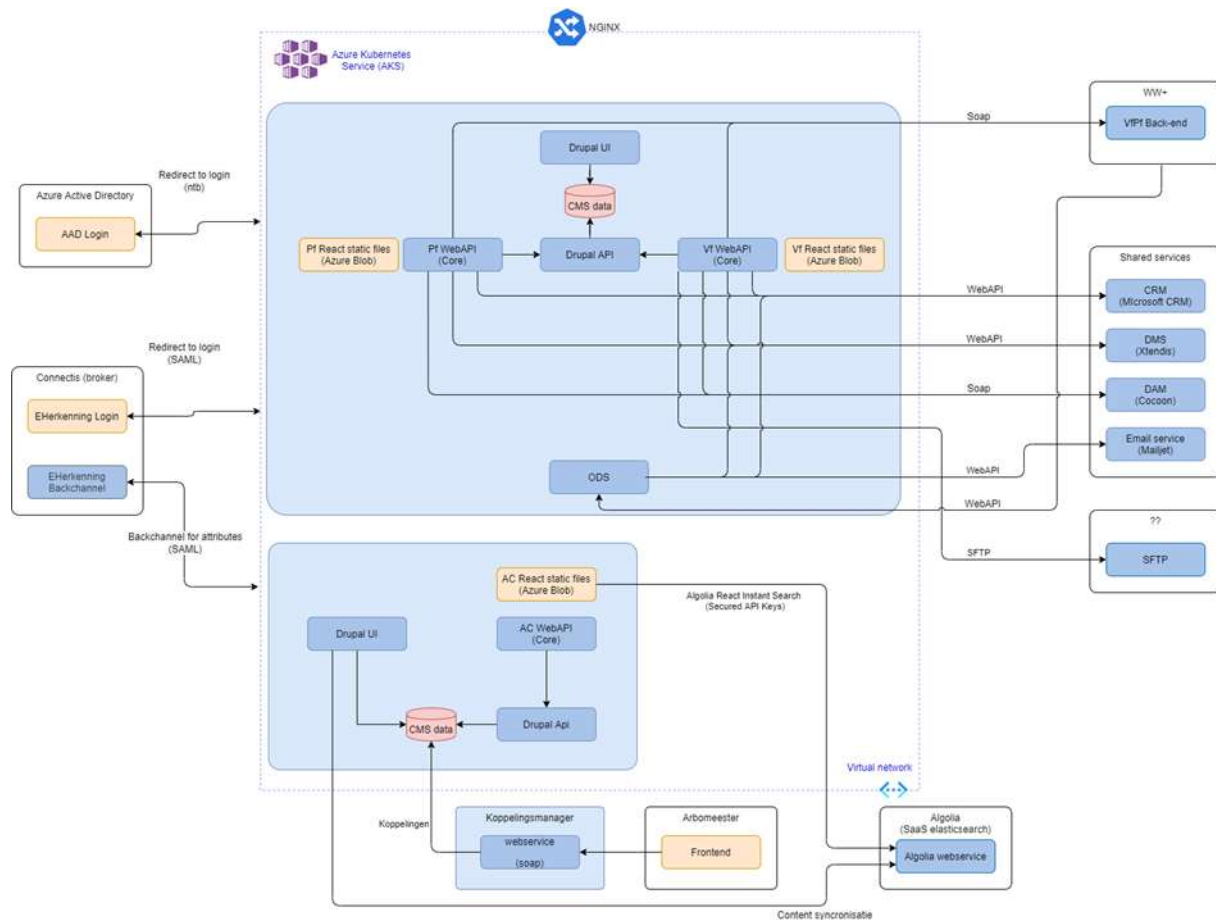 NGINX
Azure Kubernetes
Service (AKS)
WW+
Soap
VfPf Back-end
Drupal UI
Redirect to login
(ntb)
Azure Active Directory
CMS data
AAD Login
Pf React static files
(Azure Blob)
Pf WebAPI
(Core)
Drupal API
Vf WebAPI
(Core)
Vf React static files
(Azure Blob)
Shared services
WebAPI
CRM
(MIcrosoft CRM)
Redirect to login
(SAML)
WebAPI
DMS
(Xtendis)
Connectis (broker)
Soap
DAM
(Cocoon)
EHerkenning Login
Email service
(Mailjet)
EHerkenning
Backchannel
ODS
WebAPI
WebAPI
Backchannel for attributes
(SAML)
??
SFTP
SFTP
AC React static files
(Azure Blob)
Algolia React Instant Search
(Secured API Keys)
Drupal UI
AC WebAPI
(Core)
CMS data
Drupal Api
Virtual network
Koppelingen
Koppelingsmanager
webservice
(soap)
Arbomeester
Frontend
Algolia
(SaaS elasticsearch)
Algolia webservice
Content syncronisatie